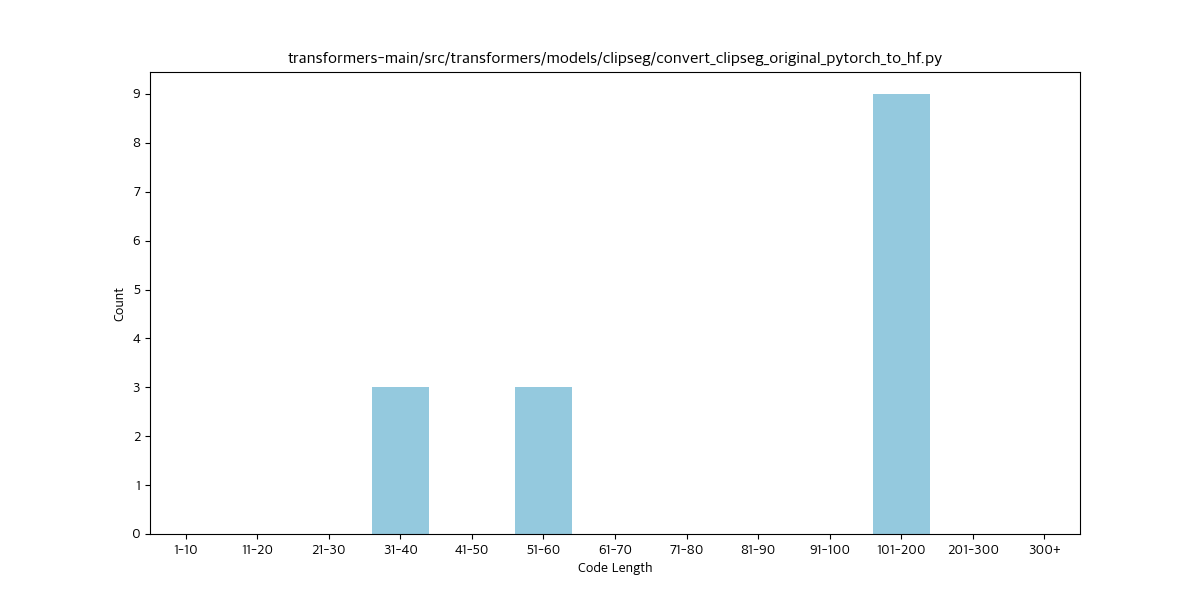 transformers-main/src/transformers/models/clipseg/convert_clipseg_original_pytorch_to_hf.py
Count
9
8
7
6
5
4
3
2
1
0
1-10 11-20 21-30 31-40 41-50 51-60 61-70 71-80 81-90 91-100 101-200 201-300 300+
Code Length